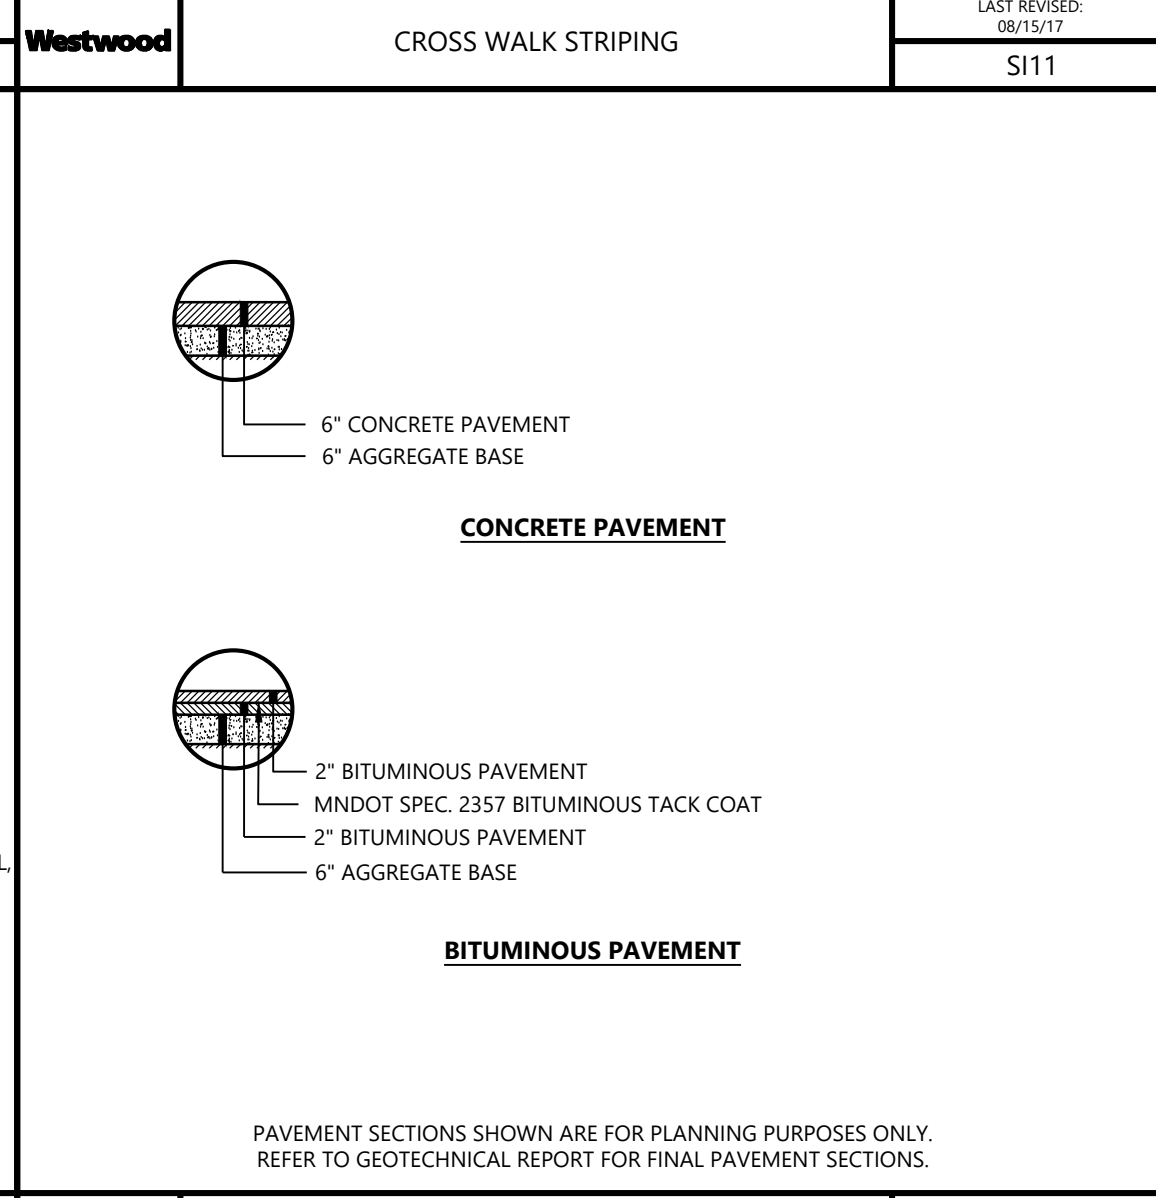 LAST REVISED:
08/15/17
Westwood
CROSS WALK STRIPING
SI11
6" CONCRETE PAVEMENT
6" AGGREGATE BASE
CONCRETE PAVEMENT
2" BITUMINOUS PAVEMENT
MNDOT SPEC. 2357 BITUMINOUS TACK COAT
2" BITUMINOUS PAVEMENT
L,
6" AGGREGATE BASE
BITUMINOUS PAVEMENT
PAVEMENT SECTIONS SHOWN ARE FOR PLANNING PURPOSES ONLY.
REFER TO GEOTECHNICAL REPORT FOR FINAL PAVEMENT SECTIONS.